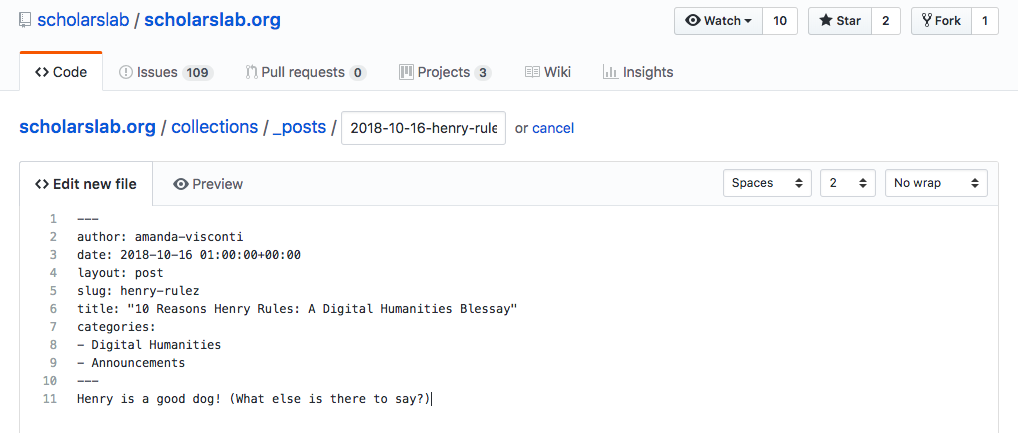 scholarslab / scholarslab.org Watch 10 Star 2 Fork 1
<> Code Issues 109 Pull requests 0 Projects 3 Wiki Insights
scholarslab.org / collections / _posts / 2018-10-16-henry-rule or cancel
<> Edit new file Preview Spaces 2 No wrap
1 ---
2 author: amanda-visconti
3 date: 2018-10-16 01:00:00+00:00
4 layout: post
5 slug: henry-rulez
6 title: "10 Reasons Henry Rules: A Digital Humanities Blessay"
7 categories:
8 - Digital Humanities
9 - Announcements
10 ---
11 Henry is a good dog! (What else is there to say?)